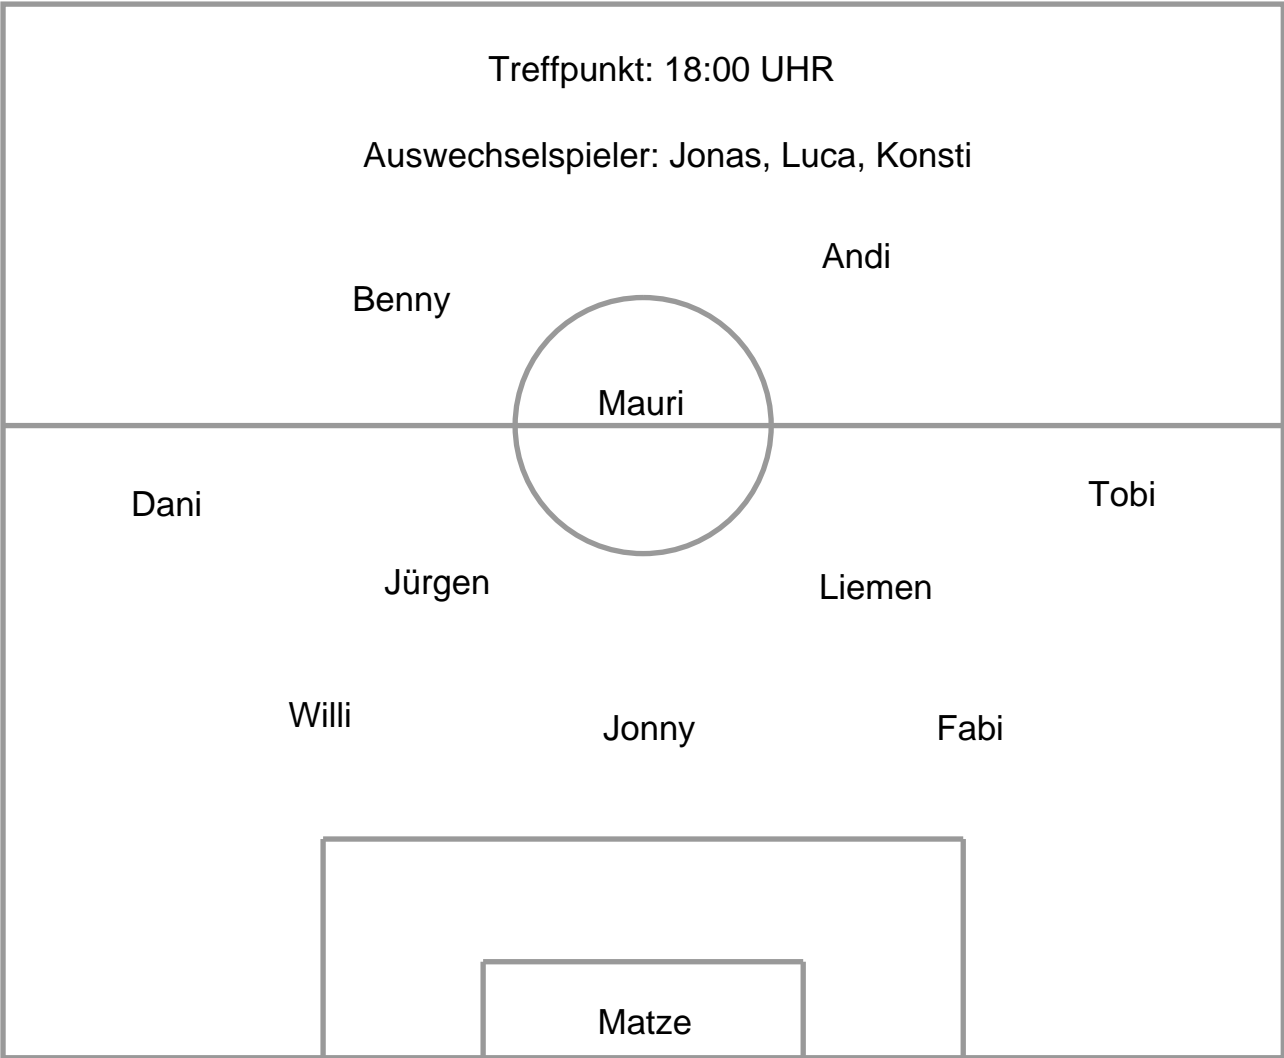 Treffpunkt: 18:00 UHR
Auswechselspieler: Jonas, Luca, Konsti
Andi
Benny
Mauri
Dani
Tobi
Jürgen
Liemen
Willi
Jonny
Fabi
Matze